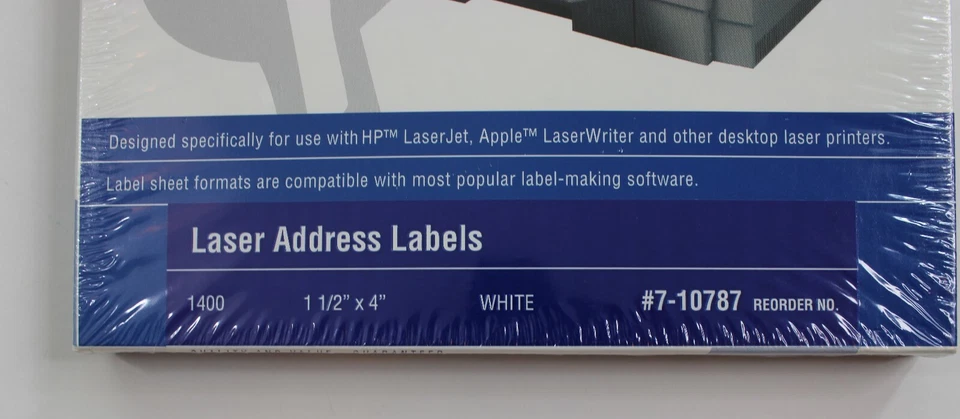 Designed specifically for use with HP™ LaserJet, Apple™ LaserWriter and other desktop laser printers.
Label sheet formats are compatible with most popular label-making software.
Laser Address Labels
1400 1 1/2” x 4” WHITE #7-10787 REORDER NO.